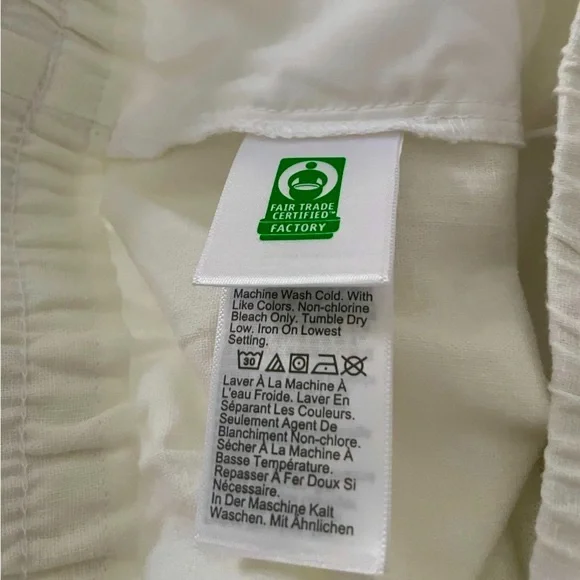 FAIR TRADE
CERTIFIED™
FACTORY
Machine Wash Cold. With
Like Colors. Non-chlorine
Bleach Only. Tumble Dry
Low. Iron On Lowest
Setting.
30
Laver À La Machine À
L'eau Froide. Laver En
Séparant Les Couleurs.
Seulement Agent De
Blanchiment Non-chlore.
Sécher À La Machine À
Basse Température.
Repasser À Fer Doux Si
Nécessaire.
In Der Maschine Kalt
Waschen. Mit Ähnlichen